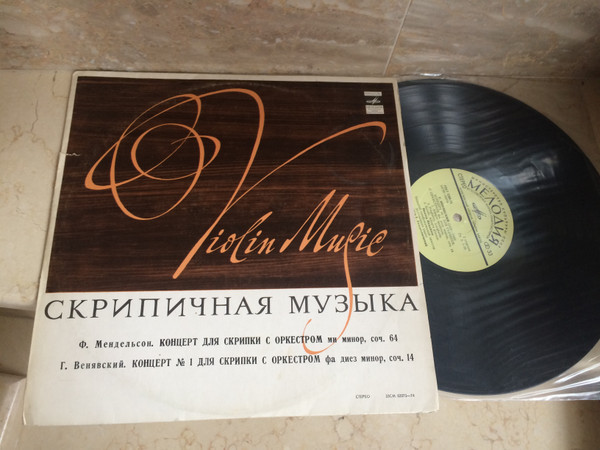 Violin Music
СКРИПИЧНАЯ МУЗЫКА
Ф. Мендельсон. КОНЦЕРТ ДЛЯ СКРИПКИ С ОРКЕСТРОМ ми минор, соч. 64
Г. Венявский. КОНЦЕРТ № 1 ДЛЯ СКРИПКИ С ОРКЕСТРОМ фа диез минор, соч. 14
СТЕРЕО
МЕЛОДИЯ